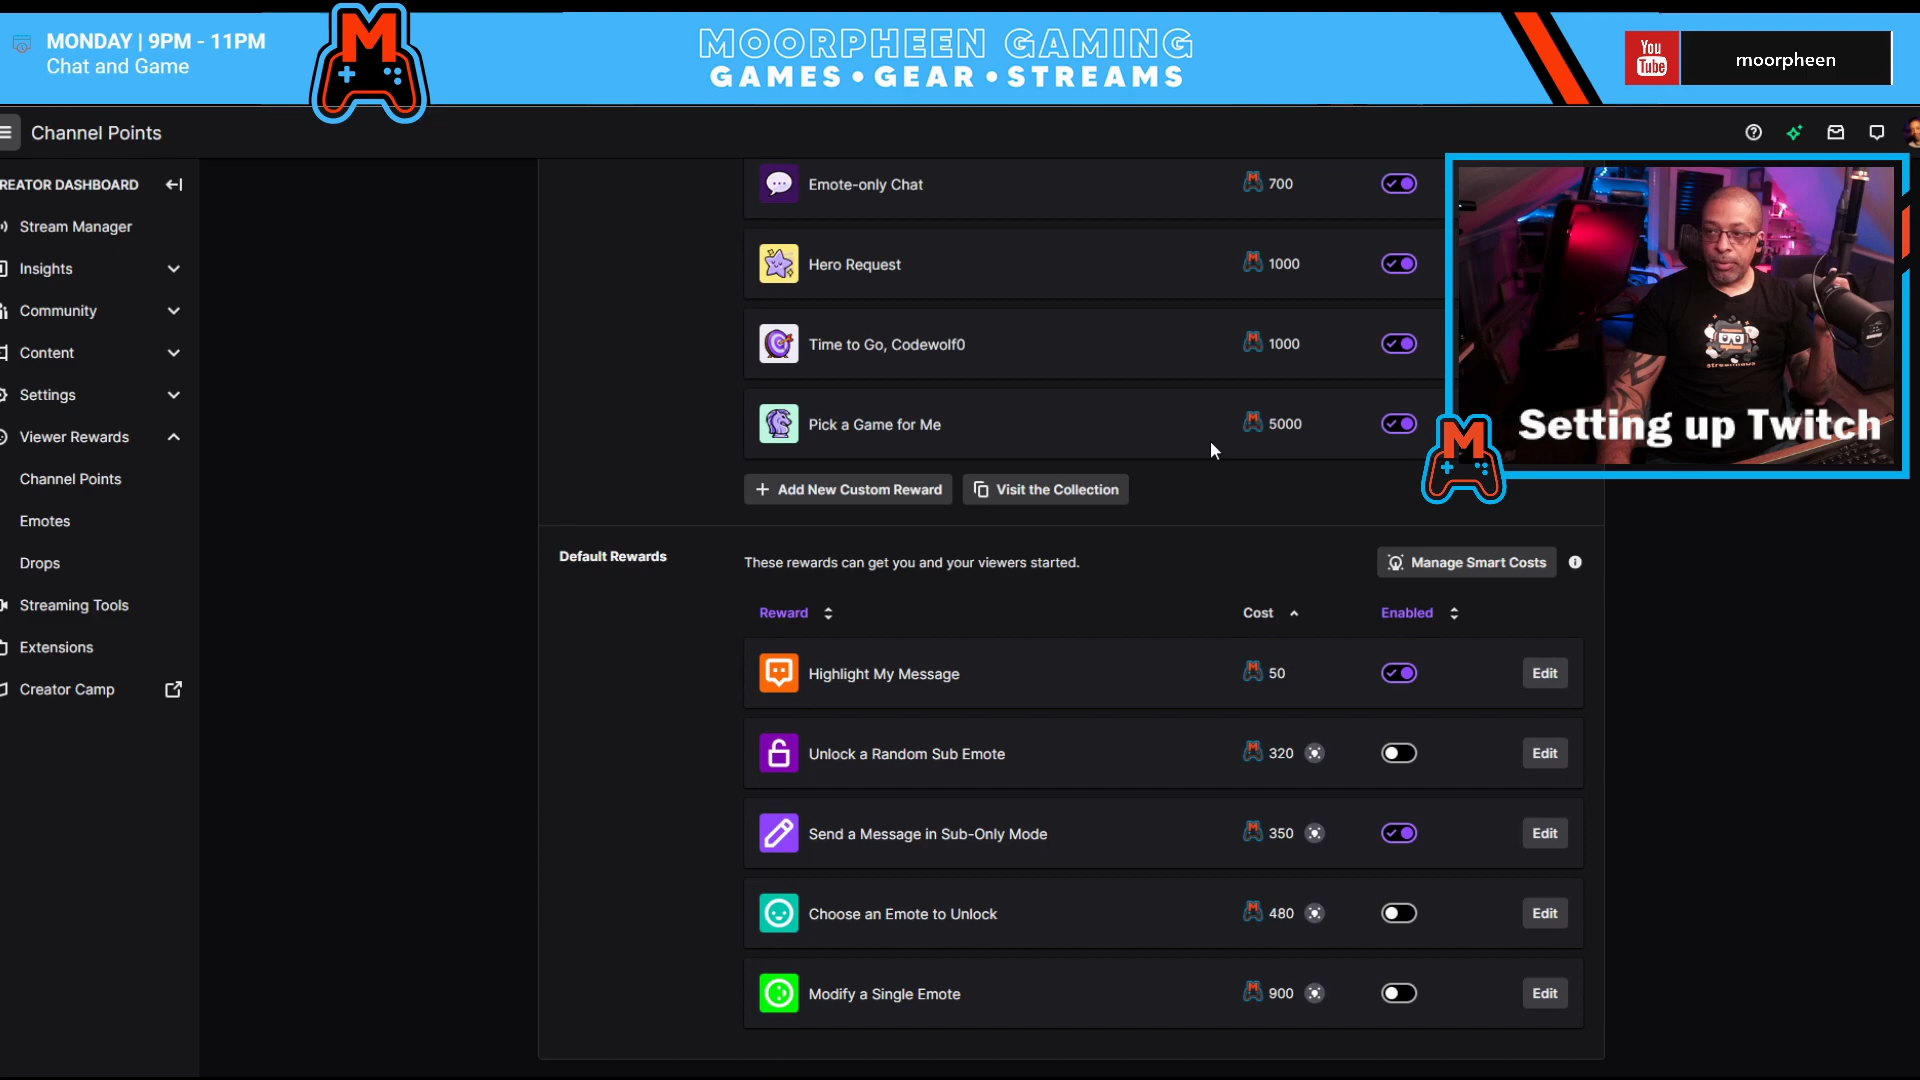 MONDAY | 9PM - 11PM
Chat and Game
M
MOORPHEEN GAMING
GAMES • GEAR • STREAMS
You
Tube
moorpheen
Channel Points
REATOR DASHBOARD
Stream Manager
Insights
Community
Content
Settings
Viewer Rewards
Channel Points
Emotes
Drops
Streaming Tools
Extensions
Creator Camp
Emote-only Chat
700
Hero Request
1000
Time to Go, Codewolf0
1000
Pick a Game for Me
5000
+ Add New Custom Reward
Visit the Collection
streamlabs
Setting up Twitch
M
Default Rewards
These rewards can get you and your viewers started.
Manage Smart Costs
Reward
Cost
Enabled
Highlight My Message
50
Edit
Unlock a Random Sub Emote
320
Edit
Send a Message in Sub-Only Mode
350
Edit
Choose an Emote to Unlock
480
Edit
Modify a Single Emote
900
Edit